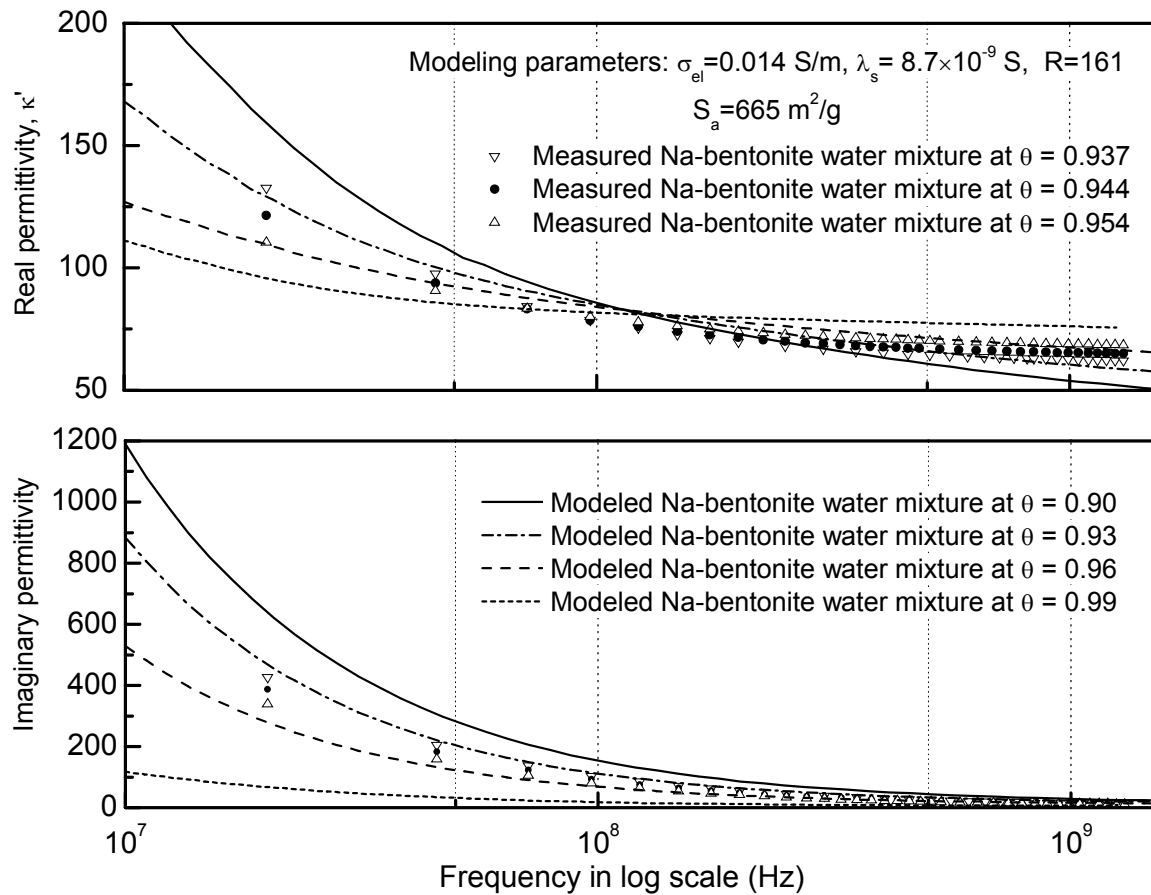 200
150
100
50
Real permittivity, κ'
Modeling parameters: σel=0.014 S/m, λs= 8.7×10⁻⁹ S, R=161
Sa=665 m²/g
Measured Na-bentonite water mixture at θ = 0.937
Measured Na-bentonite water mixture at θ = 0.944
Measured Na-bentonite water mixture at θ = 0.954
1200
1000
800
600
400
200
0
Imaginary permittivity
Modeled Na-bentonite water mixture at θ = 0.90
Modeled Na-bentonite water mixture at θ = 0.93
Modeled Na-bentonite water mixture at θ = 0.96
Modeled Na-bentonite water mixture at θ = 0.99
10⁷ 10⁸ 10⁹
Frequency in log scale (Hz)